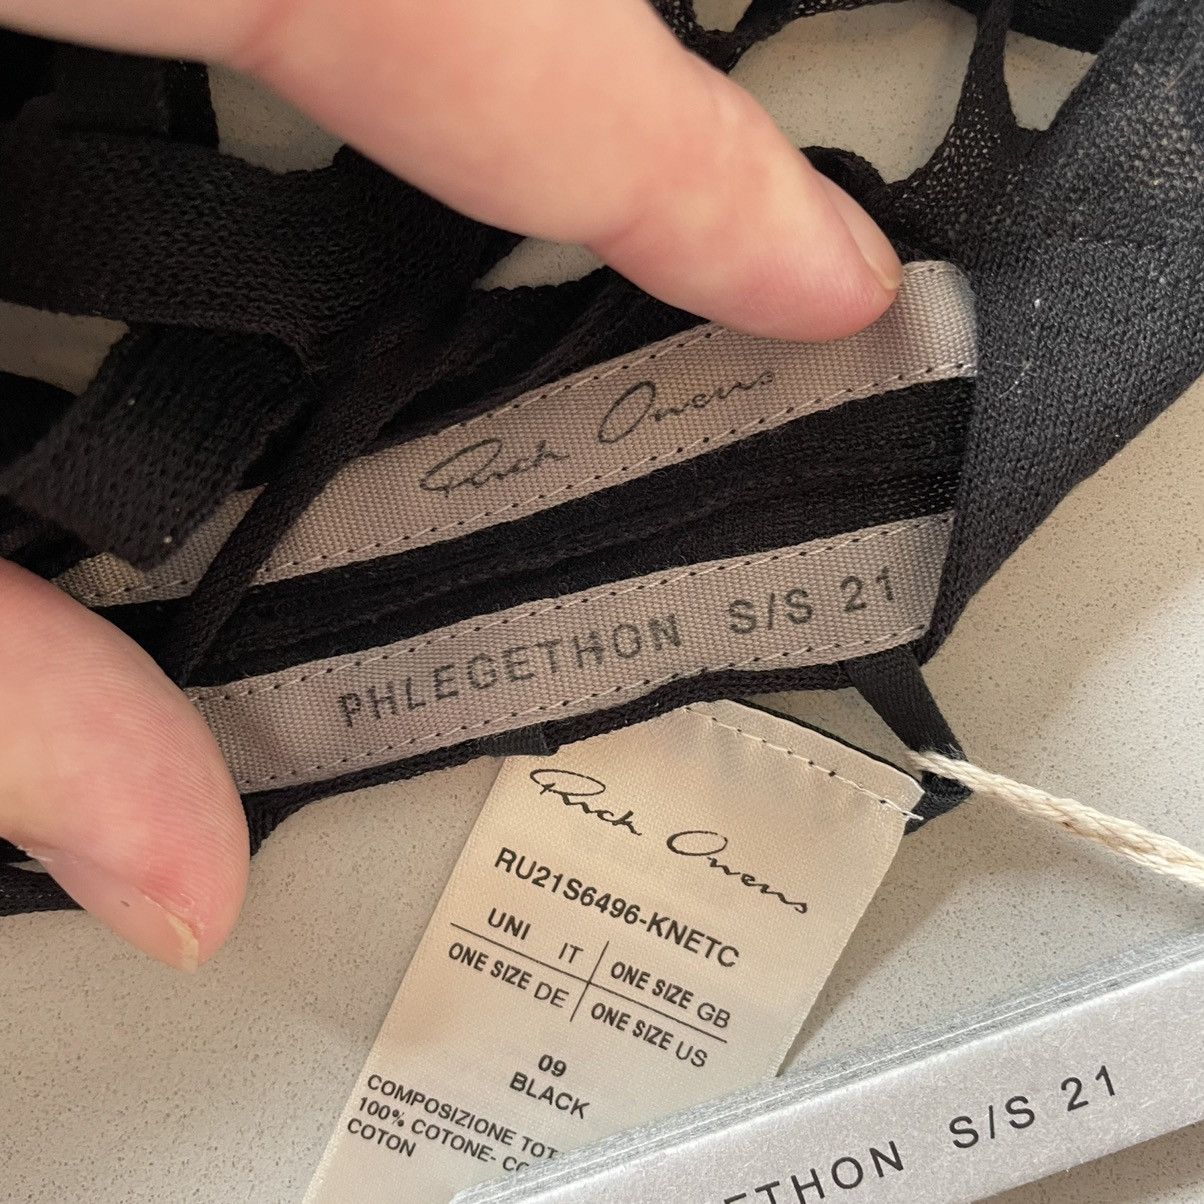 Rick Owens
PHLEGETHON S/S 21
Rick Owens
RU21S6496-KNETC
UNI IT ONE SIZE GB
ONE SIZE DE ONE SIZE US
09
BLACK
COMPOSIZIONE TOT
100% COTONE- CO
COTON
ETHON S/S 21